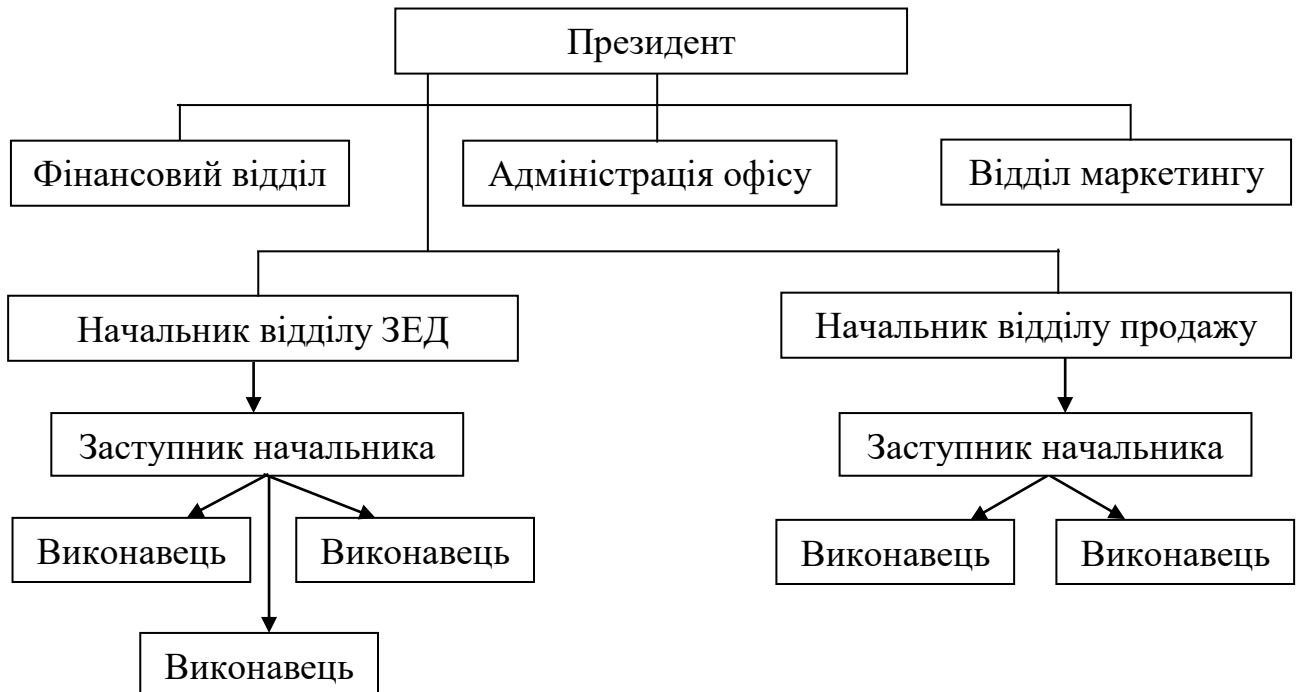 Президент
Фінансовий відділ
Адміністрація офісу
Відділ маркетингу
Начальник відділу ЗЕД
Начальник відділу продажу
Заступник начальника
Заступник начальника
Виконавець
Виконавець
Виконавець
Виконавець
Виконавець